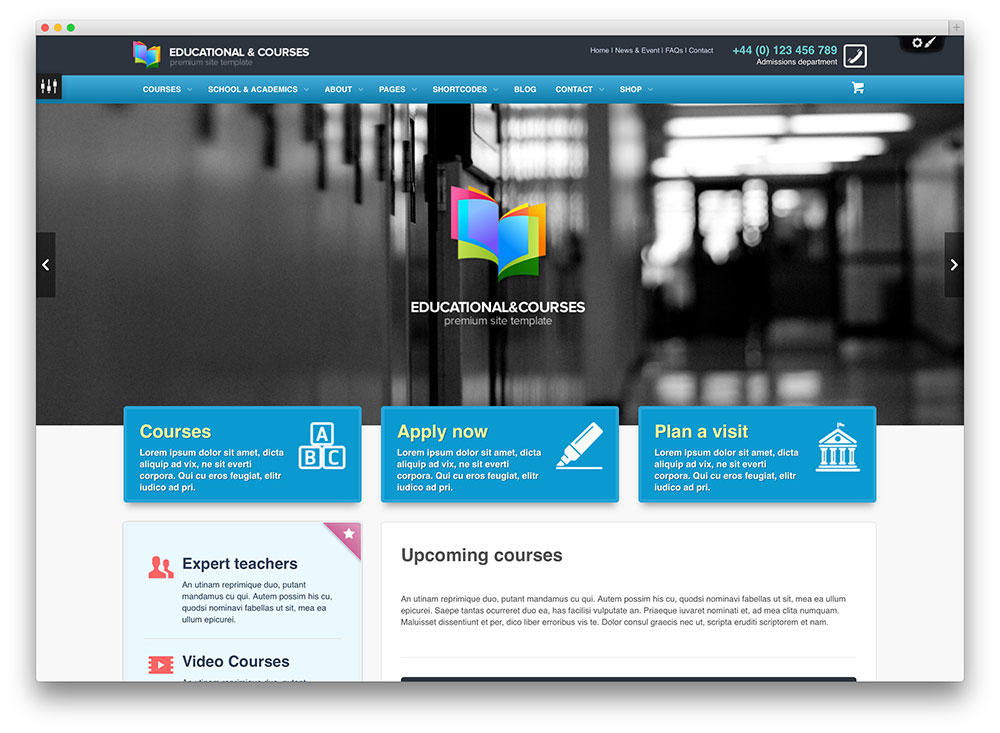 EDUCATIONAL & COURSES
premium site template
Home | News & Event | FAQs | Contact
+44 (0) 123 456 789
Admissions department
COURSES
SCHOOL & ACADEMICS
ABOUT
PAGES
SHORTCODES
BLOG
CONTACT
SHOP
EDUCATIONAL&COURSES
premium site template
Courses
Lorem ipsum dolor sit amet, dicta
aliquip ad vix, ne sit everti
corpora. Qui cu eros feugiat, elitr
iudico ad pri.
A
B C
Apply now
Lorem ipsum dolor sit amet, dicta
aliquip ad vix, ne sit everti
corpora. Qui cu eros feugiat, elitr
iudico ad pri.
Plan a visit
Lorem ipsum dolor sit amet, dicta
aliquip ad vix, ne sit everti
corpora. Qui cu eros feugiat, elitr
iudico ad pri.
Expert teachers
An utinam reprimique duo, putant
mandamus cu qui. Autem possim his cu,
quodsi nominavi fabellas ut sit, mea ea
ullum epicurei.
Video Courses
An utinam reprimique duo, putant
Upcoming courses
An utinam reprimique duo, putant mandamus cu qui. Autem possim his cu, quodsi nominavi fabellas ut sit, mea ea ullum
epicurei. Saepe tantas ocurreret duo ea, has facilisi vulputate an. Praeque iuvaret nominati et, ad mea clita numquam.
Maluisset dissentiunt et per, dico liber erroribus vis te. Dolor consul graecis nec ut, scripta eruditi scriptorem et nam.